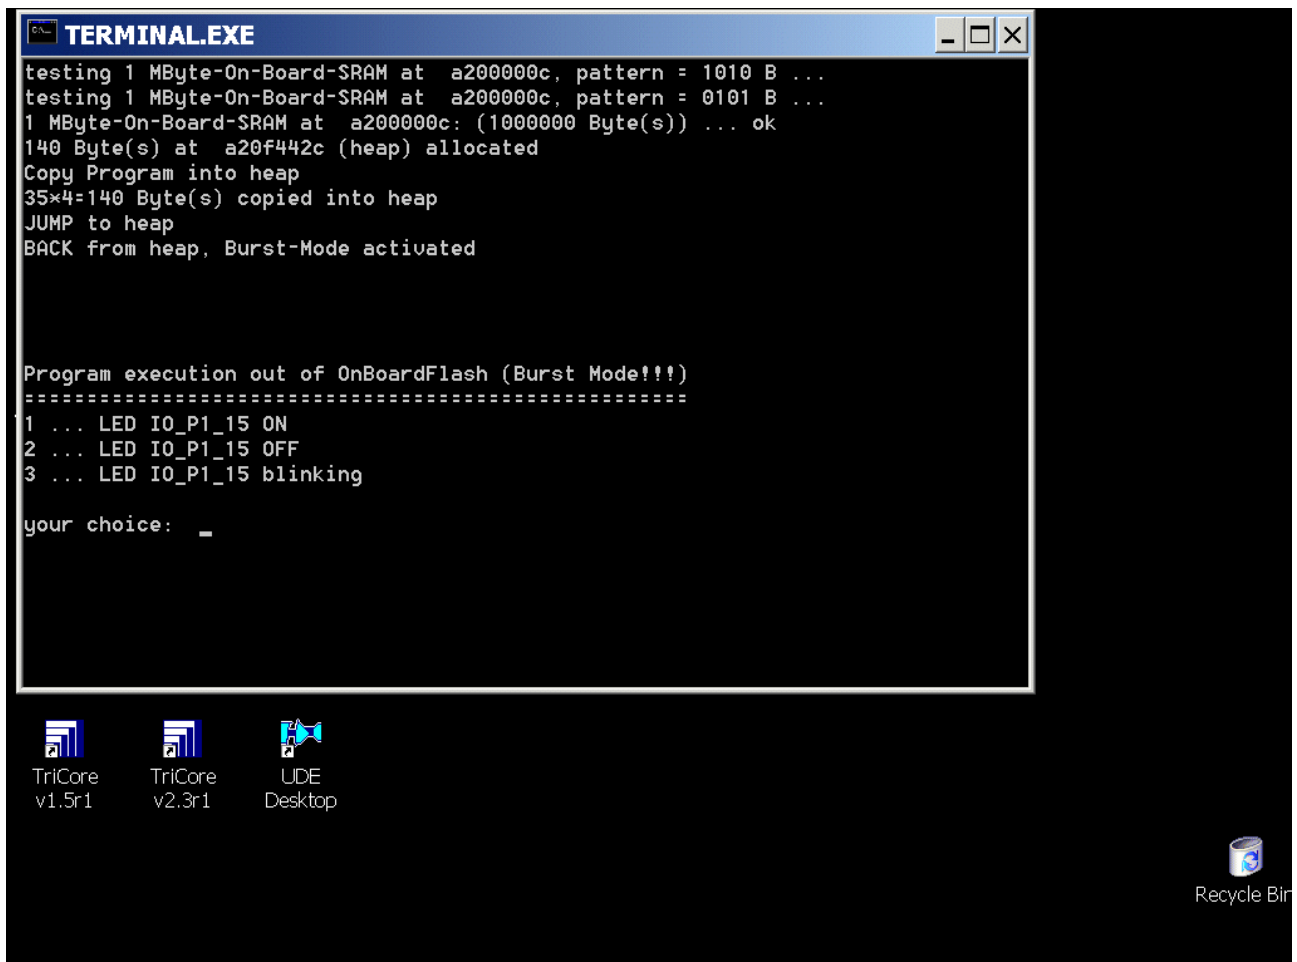 TERMINAL.EXE
testing 1 MByte-On-Board-SRAM at  a200000c, pattern = 1010 B ...
testing 1 MByte-On-Board-SRAM at  a200000c, pattern = 0101 B ...
1 MByte-On-Board-SRAM at  a200000c: (1000000 Byte(s)) ... ok
140 Byte(s) at  a20f442c (heap) allocated
Copy Program into heap
35*4=140 Byte(s) copied into heap
JUMP to heap
BACK from heap, Burst-Mode activated
Program execution out of OnBoardFlash (Burst Mode!!!)
=====================================================
1 ... LED IO_P1_15 ON
2 ... LED IO_P1_15 OFF
3 ... LED IO_P1_15 blinking
your choice:  _
TriCore v1.5r1
TriCore v2.3r1
UDE Desktop
Recycle Bin